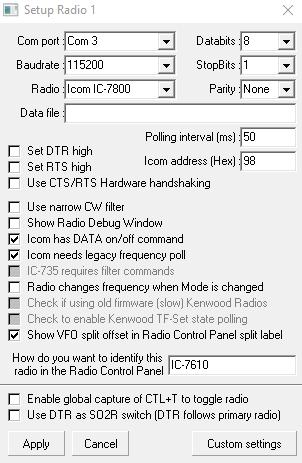 Setup Radio 1
Com port : Com 3 Databits : 8
Baudrate : 115200 StopBits : 1
Radio : Icom IC-7800 Parity : None
Data file :
Polling interval (ms) : 50
Set DTR high
Set RTS high
Icom address (Hex) : 98
Use CTS/RTS Hardware handshaking
Use narrow CW filter
Show Radio Debug Window
Icom has DATA on/off command
Icom needs legacy frequency poll
IC-735 requires filter commands
Radio changes frequency when Mode is changed
Check if using old firmware (slow) Kenwood Radios
Check to enable Kenwood TF-Set state polling
Show VFO split offset in Radio Control Panel split label
How do you want to identify this
radio in the Radio Control Panel
IC-7610
Enable global capture of CTL+T to toggle radio
Use DTR as SO2R switch (DTR follows primary radio)
Apply Cancel Custom settings